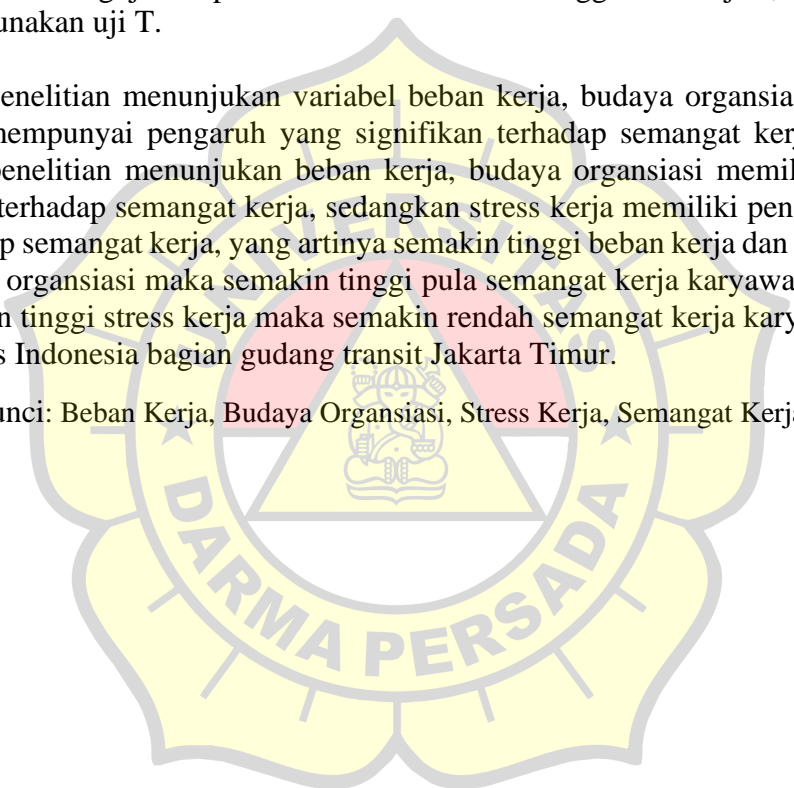 unakan uji T.
enelitian menunjukan variabel beban kerja, budaya organsia
mempunyai pengaruh yang signifikan terhadap semangat kerj
penelitian menunjukan beban kerja, budaya organsiasi memil
terhadap semangat kerja, sedangkan stress kerja memiliki pen
p semangat kerja, yang artinya semakin tinggi beban kerja dan
organsiasi maka semakin tinggi pula semangat kerja karyawa
n tinggi stress kerja maka semakin rendah semangat kerja kary
s Indonesia bagian gudang transit Jakarta Timur.
unci: Beban Kerja, Budaya Organsiasi, Stress Kerja, Semangat Kerja
UNIVERSITAS
DARMA PERSADA